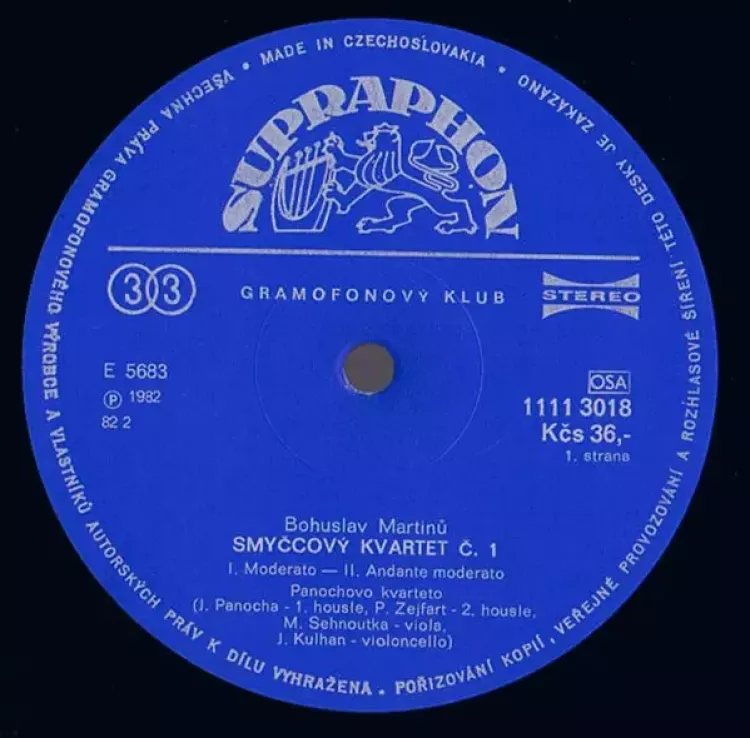 VŠECHNA PRÁVA GRAMOFONOVÉHO VÝROBCE A VLASTNÍKŮ AUTORSKÝCH PRÁV K DÍLU VYHRAŽENA. POŘIZOVÁNÍ KOPIÍ, VEŘEJNÉ PROVOZOVÁNÍ A ROZHLASOVÉ ŠÍŘENÍ TÉTO DESKY JE ZAKÁZÁNO • MADE IN CZECHOSLOVAKIA •
SUPRAPHON
33
GRAMOFONOVÝ KLUB
STEREO
E 5683
℗ 1982
82 2
OSA
1111 3018
Kčs 36,-
1. strana
Bohuslav Martinů
SMYČCOVÝ KVARTET Č. 1
I. Moderato — II. Andante moderato
Panochovo kvarteto
(J. Panocha - 1. housle, P. Zejfart - 2. housle,
M. Sehnoutka - viola,
J. Kulhan - violoncello)